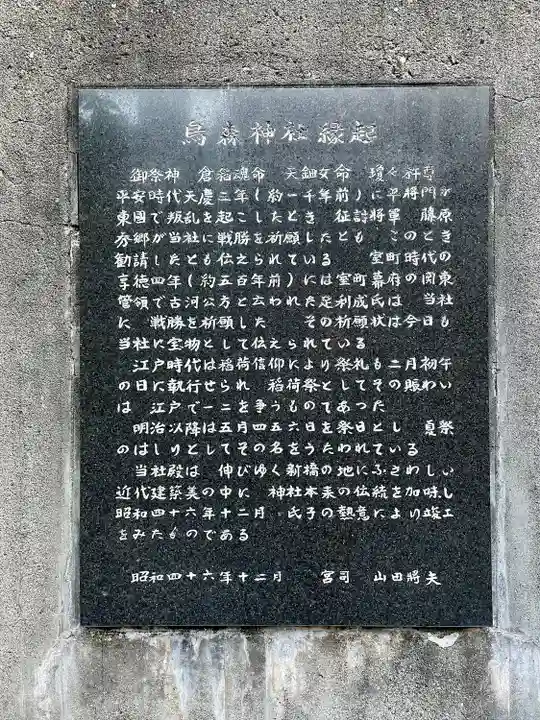 烏森神社縁起
御祭神 倉稲魂命 天鈿女命 瓊々杵尊
平安時代天慶三年(約一千年前)に平將門が
東國で叛乱を起こしたとき 征討將軍 藤原
秀郷が当社に戦勝を祈願したとも このとき
勧請したとも伝えられている 室町時代の
享徳四年(約五百年前)には室町幕府の関東
管領で古河公方と云われた足利成氏は 当社
に 戦勝を祈願した その祈願状は今日も
当社に宝物として伝えられている
江戸時代は稲荷信仰により祭礼も二月初午
の日に執行せられ 稲荷祭としてその賑わい
は 江戸で一二を争うものであった
明治以降は五月四五六日を祭日とし 夏祭
のはしりとしてその名をうたわれている
当社殿は 伸びゆく新橋の地にふさわしい
近代建築美の中に 神社本来の伝統を加味し
昭和四十六年十二月 氏子の熱意により竣工
をみたものである
昭和四十六年十二月 宮司 山田將夫